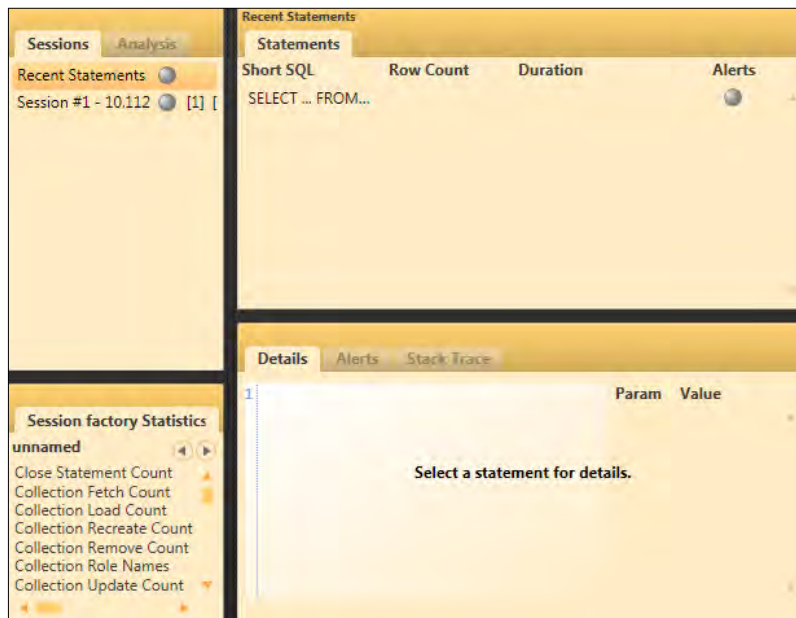 Sessions Analysis
Recent Statements
Session #1 - 10.112 [1] [
Recent Statements
Statements
Short SQL Row Count Duration Alerts
SELECT ... FROM...
Session factory Statistics
unnamed
Close Statement Count
Collection Fetch Count
Collection Load Count
Collection Recreate Count
Collection Remove Count
Collection Role Names
Collection Update Count
Details Alerts Stack Trace
1 Param Value
Select a statement for details.